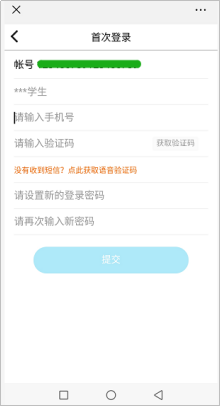 首次登录
帐号
***学生
请输入手机号
请输入验证码 获取验证码
没有收到短信？点此获取语音验证码
请设置新的登录密码
请再次输入新密码
提交